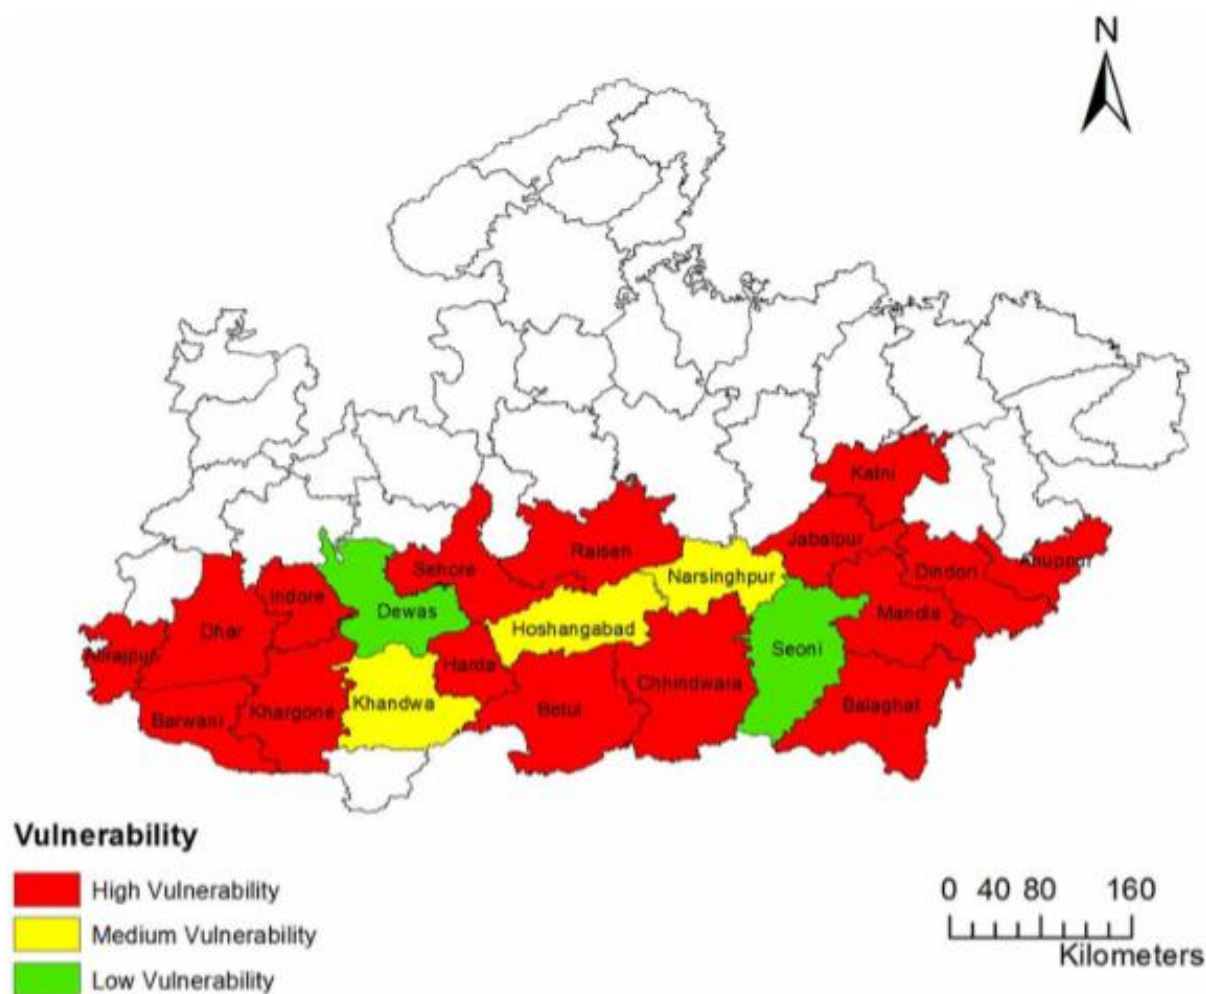 N
Katni
Jabalpur
Raisen
Anuppur
Sehore
Dindori
Narsinghpur
Indore
Dewas
Mandla
Dhar
Hoshangabad
Seoni
Alirajpur
Harda
Chhindwara
Khandwa
Balaghat
Khargone
Betul
Barwani
Vulnerability
High Vulnerability
Medium Vulnerability
Low Vulnerability
0 40 80 160
Kilometers